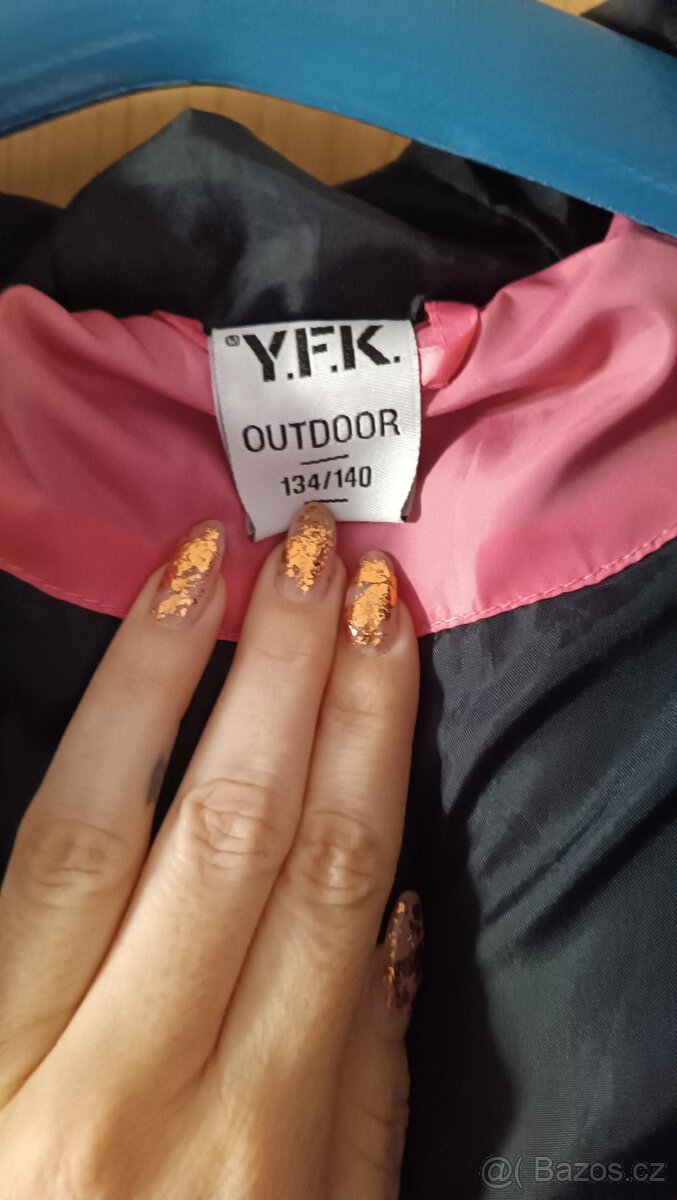 Y.F.K.
OUTDOOR
134/140
@( Bazos.cz